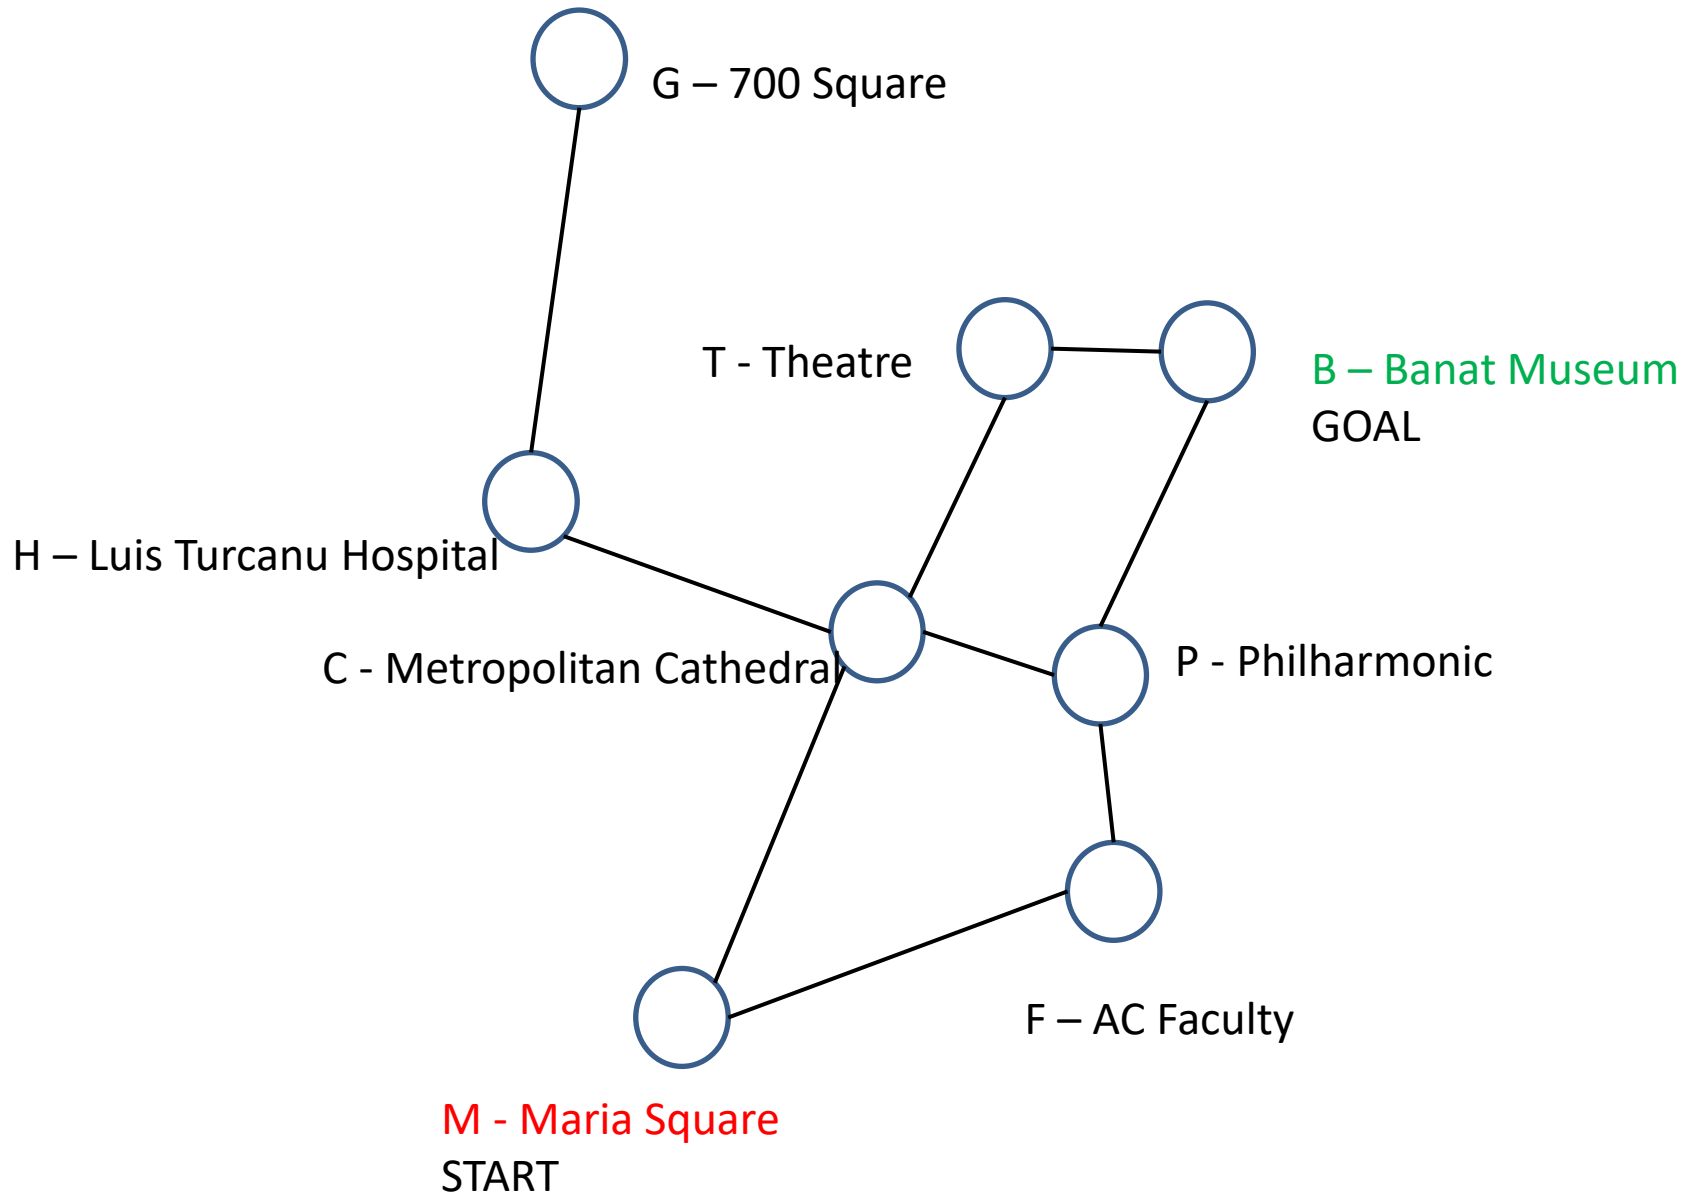 G – 700 Square
T - Theatre
B – Banat Museum
GOAL
H – Luis Turcanu Hospital
C - Metropolitan Cathedral
P - Philharmonic
F – AC Faculty
M - Maria Square
START